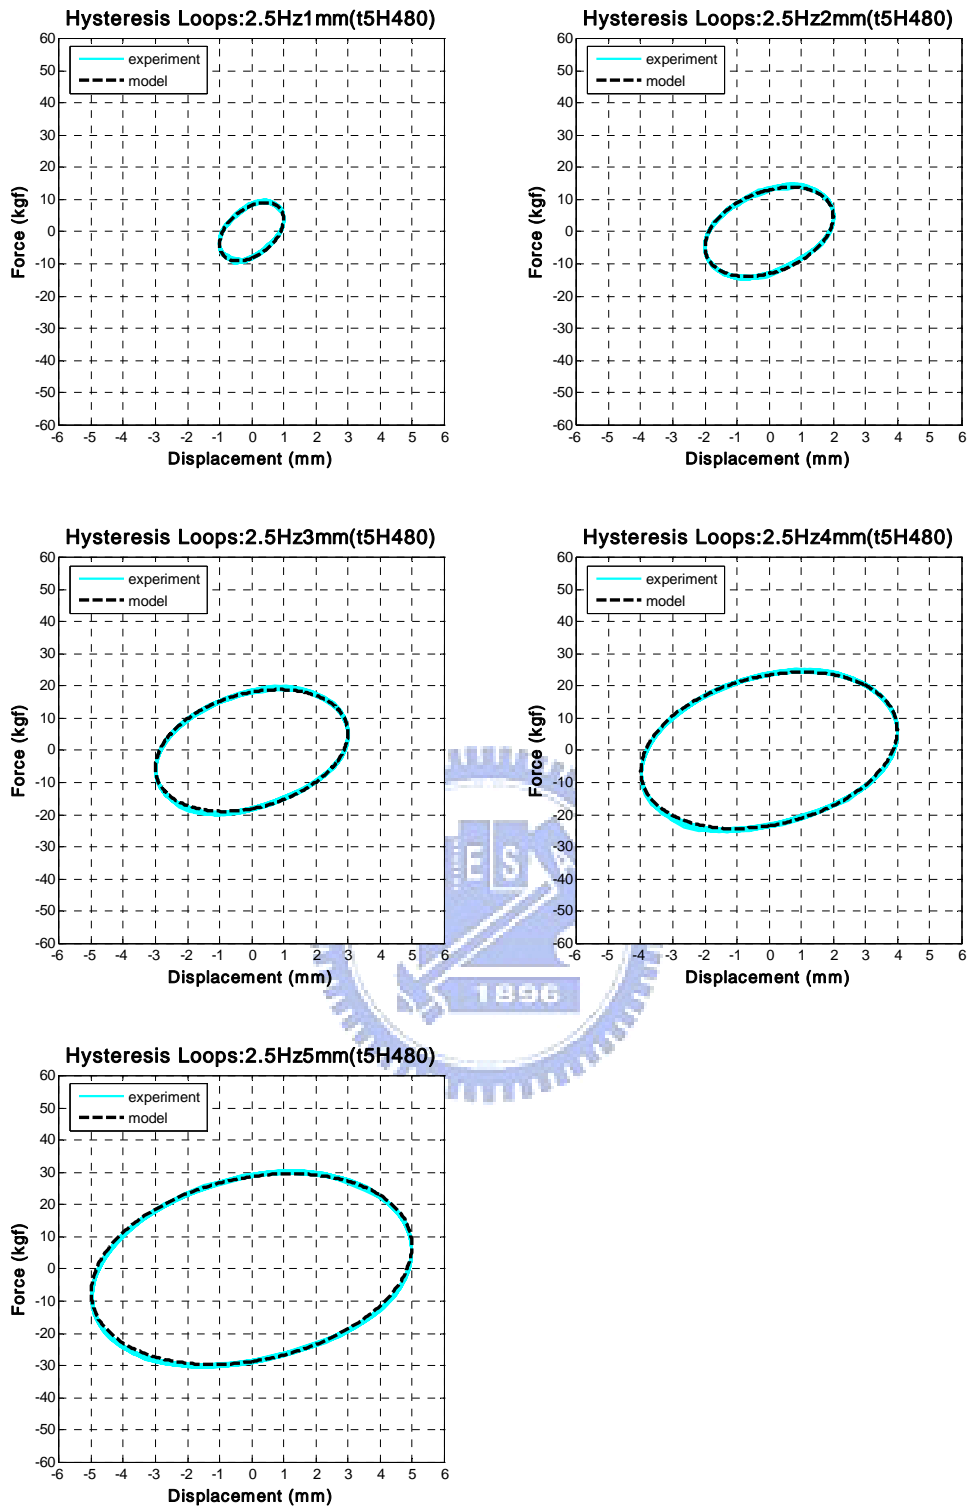 Hysteresis Loops:2.5Hz1mm(t5H480)
experiment
model
60
50
40
30
20
10
0
-10
-20
-30
-40
-50
-60
Force (kgf)
-6 -5 -4 -3 -2 -1 0 1 2 3 4 5 6
Displacement (mm)
Hysteresis Loops:2.5Hz2mm(t5H480)
experiment
model
60
50
40
30
20
10
0
-10
-20
-30
-40
-50
-60
Force (kgf)
-6 -5 -4 -3 -2 -1 0 1 2 3 4 5 6
Displacement (mm)
Hysteresis Loops:2.5Hz3mm(t5H480)
experiment
model
60
50
40
30
20
10
0
-10
-20
-30
-40
-50
-60
Force (kgf)
-6 -5 -4 -3 -2 -1 0 1 2 3 4 5 6
Displacement (mm)
Hysteresis Loops:2.5Hz4mm(t5H480)
experiment
model
60
50
40
30
20
10
0
-10
-20
-30
-40
-50
-60
Force (kgf)
-6 -5 -4 -3 -2 -1 0 1 2 3 4 5 6
Displacement (mm)
ES
1896
Hysteresis Loops:2.5Hz5mm(t5H480)
experiment
model
60
50
40
30
20
10
0
-10
-20
-30
-40
-50
-60
Force (kgf)
-6 -5 -4 -3 -2 -1 0 1 2 3 4 5 6
Displacement (mm)